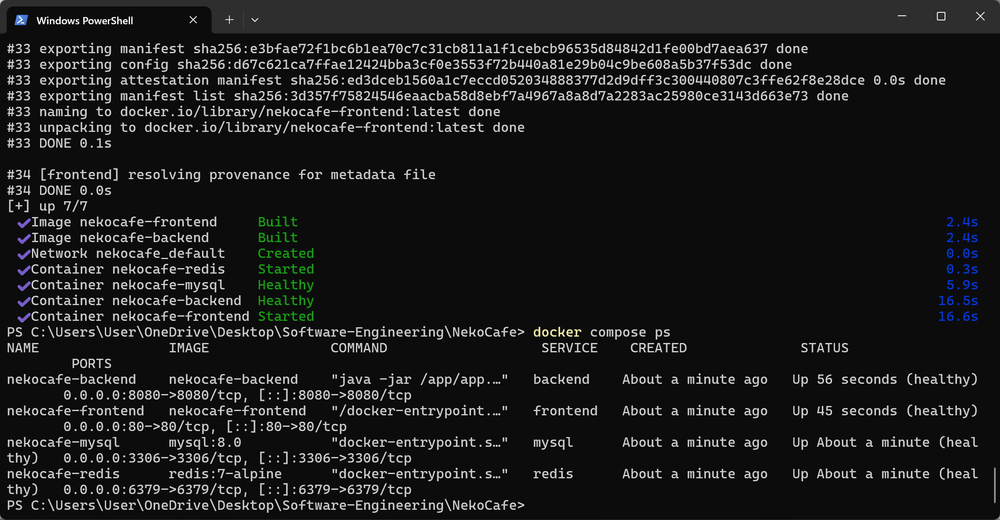 Windows PowerShell
#33 exporting manifest sha256:e3bfae72f1bc6b1ea70c7c31cb811a1f1cebcb96535d84842d1fe00bd7aea637 done
#33 exporting config sha256:d67c621ca7ffae12424bba3cf0e3553f72b440a81e29b04c9be608a5b37f53dc done
#33 exporting attestation manifest sha256:ed3dceb1560a1c7eccd052034888377d2d9dff3c300440807c3ffe62f8e28dce 0.0s done
#33 exporting manifest list sha256:3d357f75824546eaacba58d8ebf7a4967a8a8d7a2283ac25980ce3143d663e73 done
#33 naming to docker.io/library/nekocafe-frontend:latest done
#33 unpacking to docker.io/library/nekocafe-frontend:latest done
#33 DONE 0.1s
#34 [frontend] resolving provenance for metadata file
#34 DONE 0.0s
[+] up 7/7
✔Image nekocafe-frontend Built 2.4s
✔Image nekocafe-backend Built 2.4s
✔Network nekocafe_default Created 0.0s
✔Container nekocafe-redis Started 0.3s
✔Container nekocafe-mysql Healthy 5.9s
✔Container nekocafe-backend Healthy 16.5s
✔Container nekocafe-frontend Started 16.6s
PS C:\Users\User\OneDrive\Desktop\Software-Engineering\NekoCafe> docker compose ps
NAME IMAGE COMMAND SERVICE CREATED STATUS
PORTS
nekocafe-backend nekocafe-backend "java -jar /app/app.…" backend About a minute ago Up 56 seconds (healthy)
0.0.0.0:8080->8080/tcp, [::]:8080->8080/tcp
nekocafe-frontend nekocafe-frontend "/docker-entrypoint.…" frontend About a minute ago Up 45 seconds (healthy)
0.0.0.0:80->80/tcp, [::]:80->80/tcp
nekocafe-mysql mysql:8.0 "docker-entrypoint.s…" mysql About a minute ago Up About a minute (heal
thy) 0.0.0.0:3306->3306/tcp, [::]:3306->3306/tcp
nekocafe-redis redis:7-alpine "docker-entrypoint.s…" redis About a minute ago Up About a minute (heal
thy) 0.0.0.0:6379->6379/tcp, [::]:6379->6379/tcp
PS C:\Users\User\OneDrive\Desktop\Software-Engineering\NekoCafe>